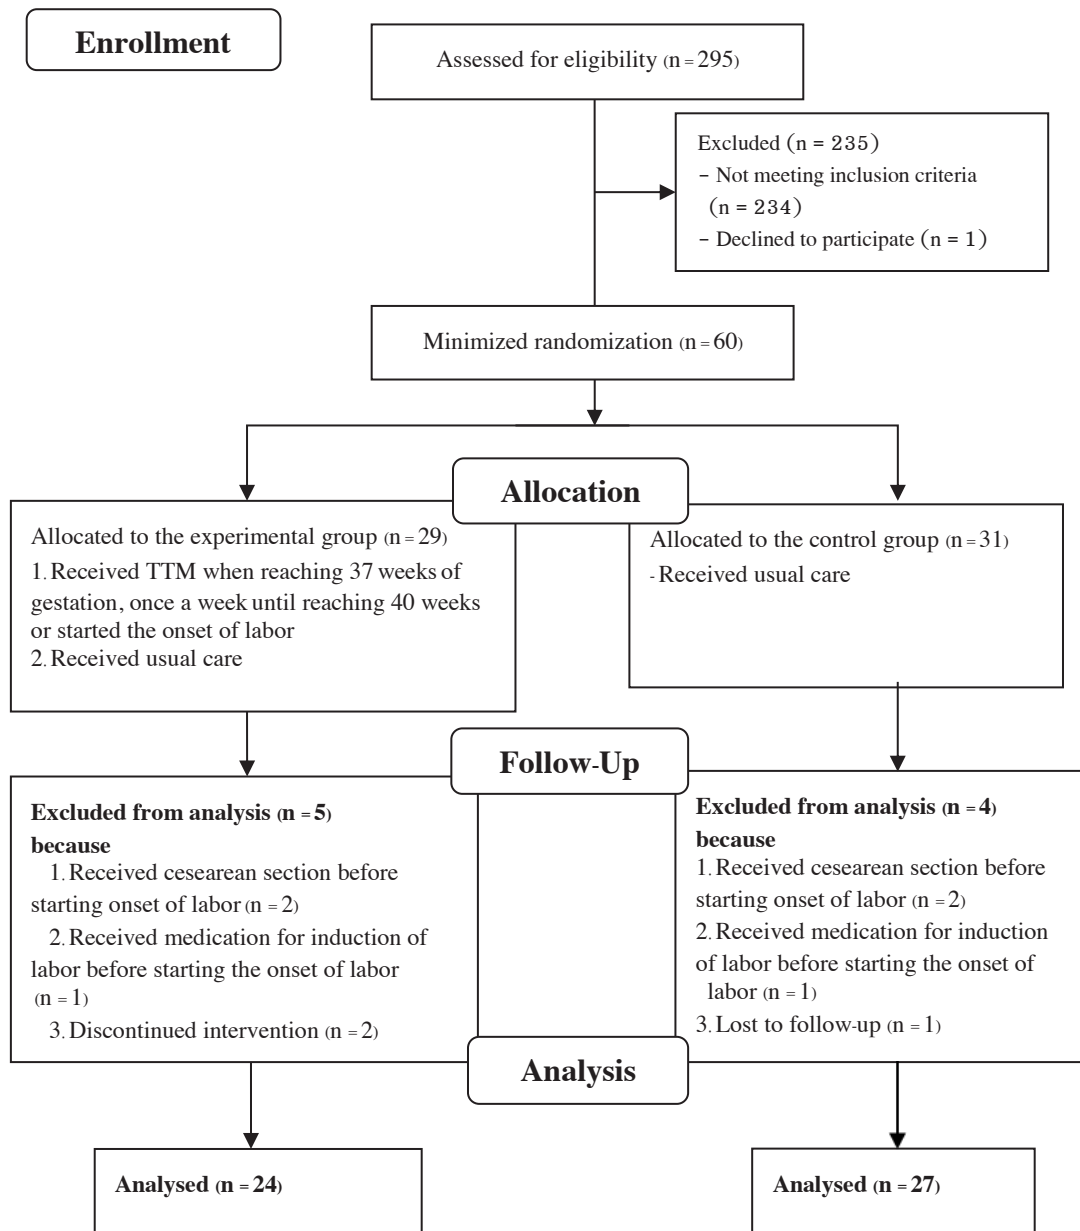 Enrollment
Assessed for eligibility (n = 295)
Excluded (n = 235)
- Not meeting inclusion criteria
(n = 234)
- Declined to participate (n = 1)
Minimized randomization (n = 60)
Allocation
Allocated to the experimental group (n = 29)
1. Received TTM when reaching 37 weeks of
gestation, once a week until reaching 40 weeks
or started the onset of labor
2. Received usual care
Allocated to the control group (n = 31)
- Received usual care
Follow-Up
Excluded from analysis (n = 5)
because
1. Received cesearean section before
starting onset of labor (n = 2)
2. Received medication for induction of
labor before starting the onset of labor
(n = 1)
3. Discontinued intervention (n = 2)
Excluded from analysis (n = 4)
because
1. Received cesearean section before
starting onset of labor (n = 2)
2. Received medication for induction
of labor before starting the onset of
labor (n = 1)
3. Lost to follow-up (n = 1)
Analysis
Analysed (n = 24)
Analysed (n = 27)